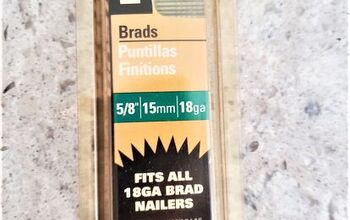 Brads
Puntillas
Finitions
5/8"|15mm|18ga
FITS ALL
18GA BRAD
NAILERS